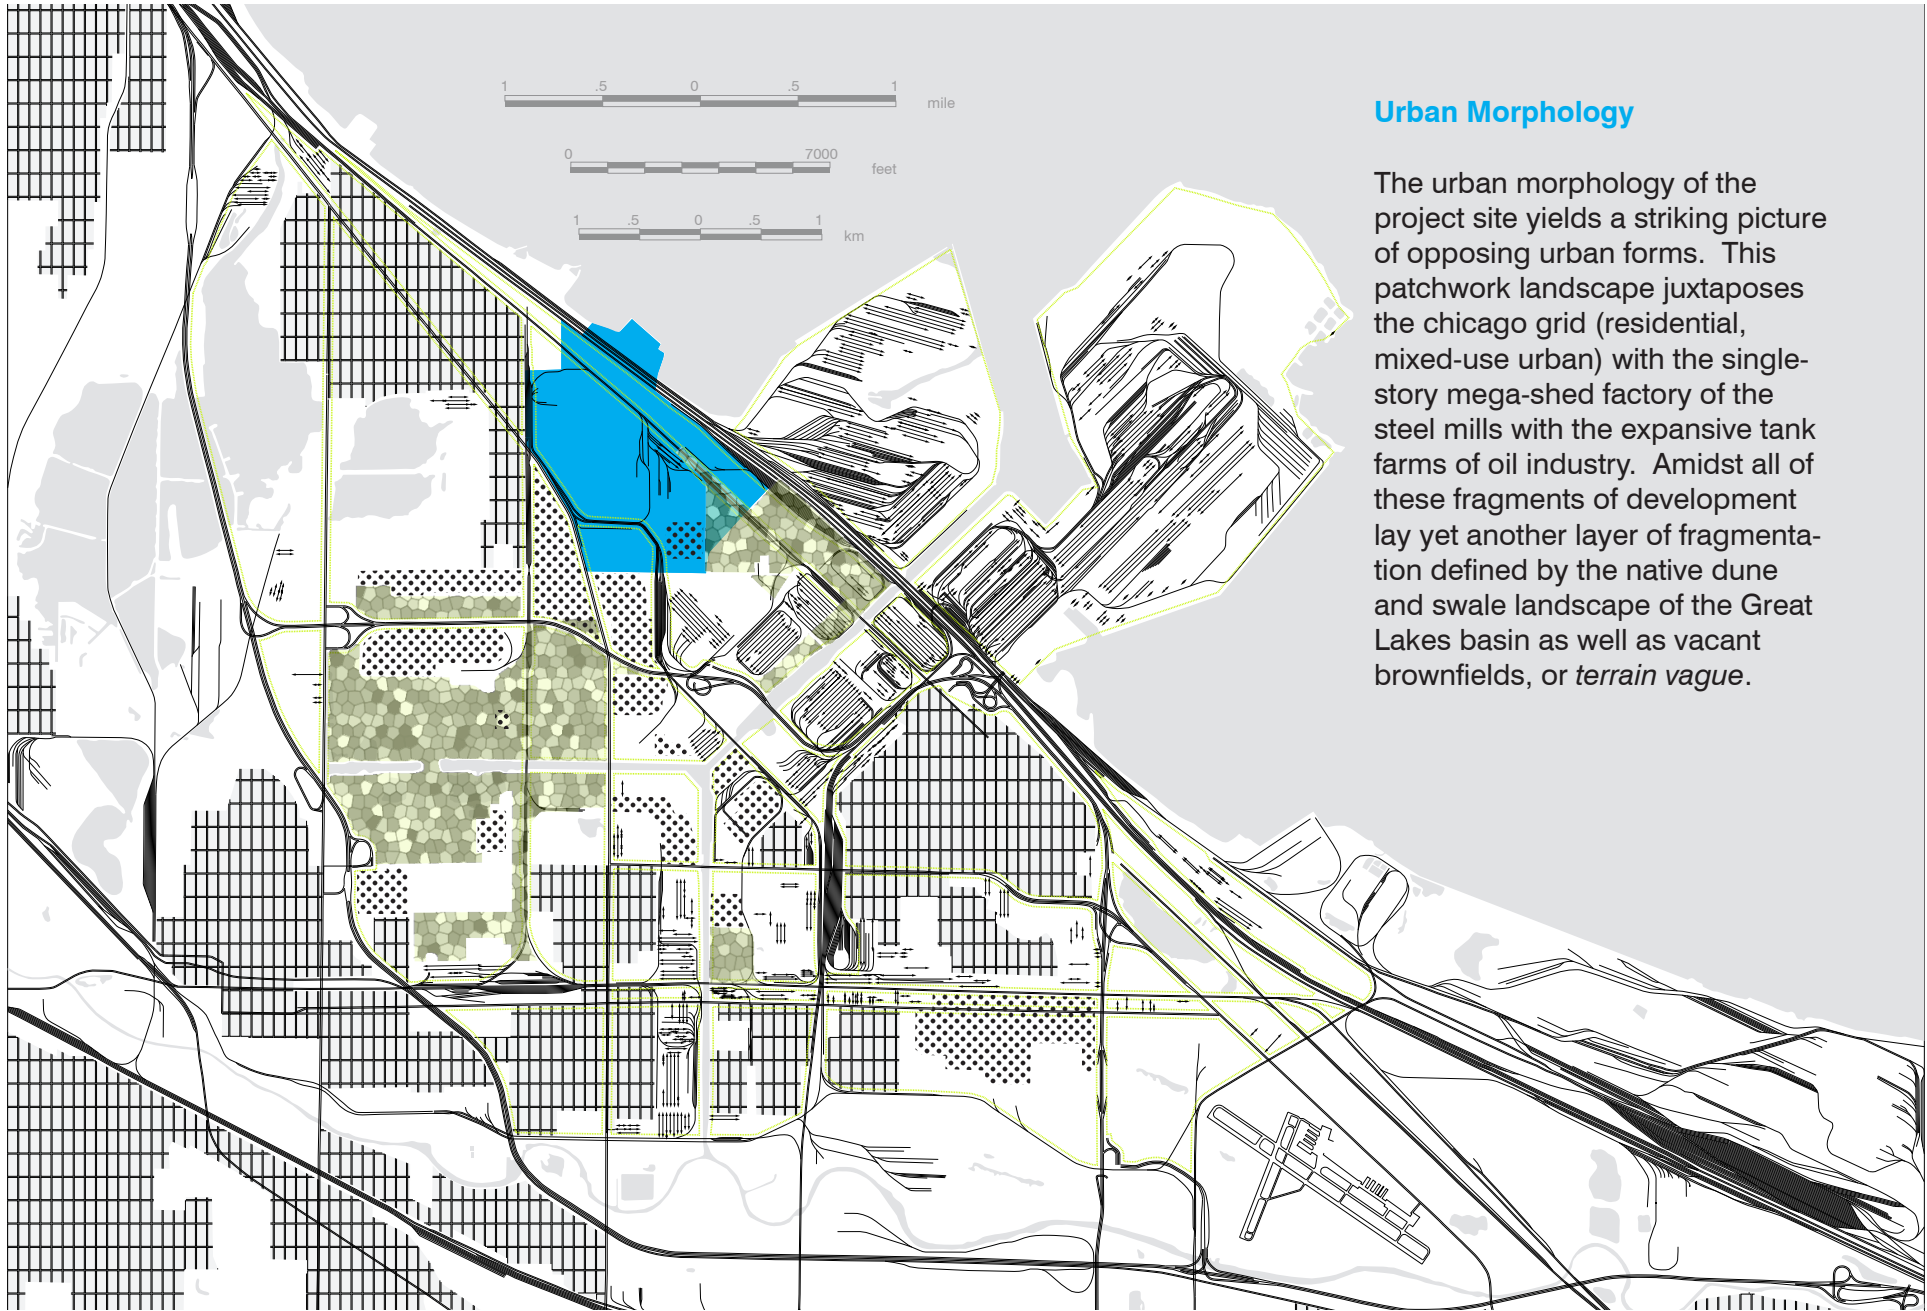 1 .5 0 .5 1
mile
0 7000
feet
1 .5 0 .5 1
km
Urban Morphology
The urban morphology of the
project site yields a striking picture
of opposing urban forms.  This
patchwork landscape juxtaposes
the chicago grid (residential,
mixed-use urban) with the single-
story mega-shed factory of the
steel mills with the expansive tank
farms of oil industry.  Amidst all of
these fragments of development
lay yet another layer of fragmenta-
tion defined by the native dune
and swale landscape of the Great
Lakes basin as well as vacant
brownfields, or terrain vague.